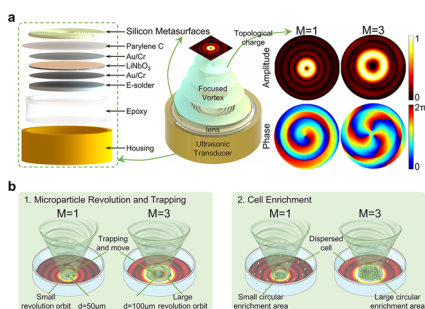 a
Silicon Metasurfaces
Parylene C
Au/Cr
LiNbO3
Au/Cr
E-solder
Epoxy
Housing
Focused
Vortex
lens
Ultrasonic
Transducer
Topological
charge
M=1
M=3
Amplitude
1
0
Phase
2π
0
b
1. Microparticle Revolution and Trapping
M=1
M=3
Trapping
and move
Small
revolution orbit
d=50um
d=100um
Large
revolution orbit
2. Cell Enrichment
M=1
M=3
Dispersed
cell
Small circular
enrichment area
Large circular
enrichment area